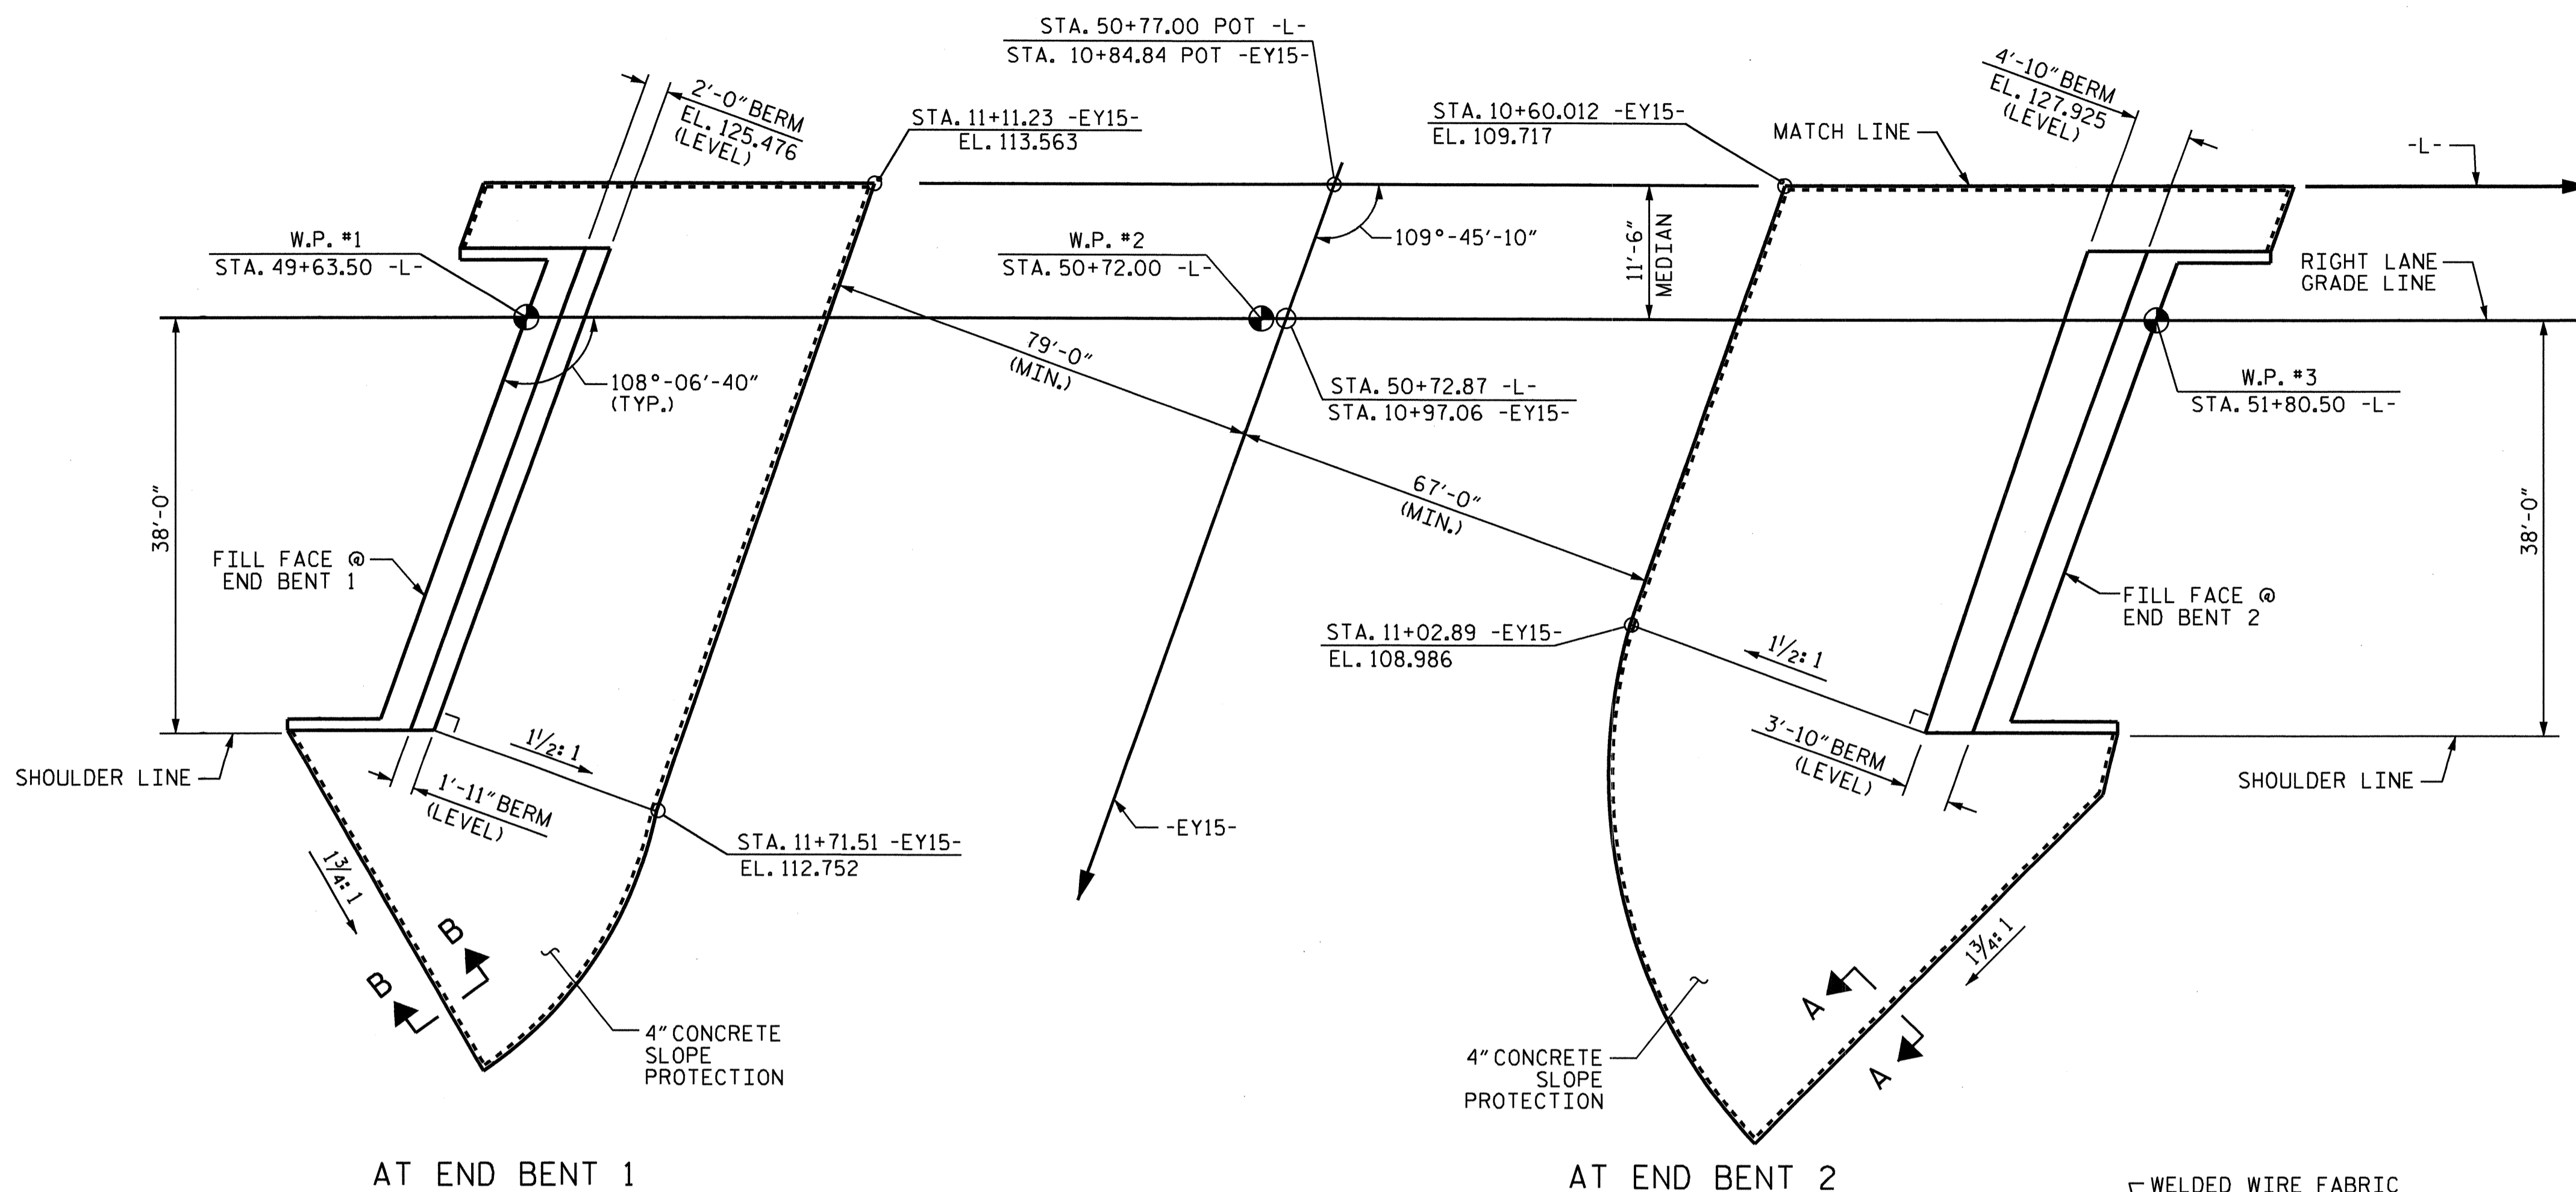 STA. 50+77.00 POT -L-
STA. 10+84.84 POT -EY15-
2'-0" BERM
EL. 125.476
(LEVEL)
STA. 11+11.23 -EY15-
EL. 113.563
STA. 10+60.012 -EY15-
EL. 109.717
MATCH LINE
4'-10" BERM
EL. 127.925
(LEVEL)
-L-
W.P. #1
STA. 49+63.50 -L-
W.P. #2
STA. 50+72.00 -L-
109°-45'-10"
11'-6"
MEDIAN
RIGHT LANE
GRADE LINE
108°-06'-40"
(TYP.)
79'-0"
(MIN.)
STA. 50+72.87 -L-
STA. 10+97.06 -EY15-
W.P. #3
STA. 51+80.50 -L-
38'-0"
67'-0"
(MIN.)
38'-0"
FILL FACE @
END BENT 1
FILL FACE @
END BENT 2
STA. 11+02.89 -EY15-
EL. 108.986
1 1/2: 1
1 1/2: 1
3'-10" BERM
(LEVEL)
SHOULDER LINE
1'-11" BERM
(LEVEL)
SHOULDER LINE
STA. 11+71.51 -EY15-
EL. 112.752
-EY15-
1 3/4: 1
1 3/4: 1
B
B
A
A
4" CONCRETE
SLOPE
PROTECTION
4" CONCRETE
SLOPE
PROTECTION
AT END BENT 1
AT END BENT 2
WELDED WIRE FABRIC